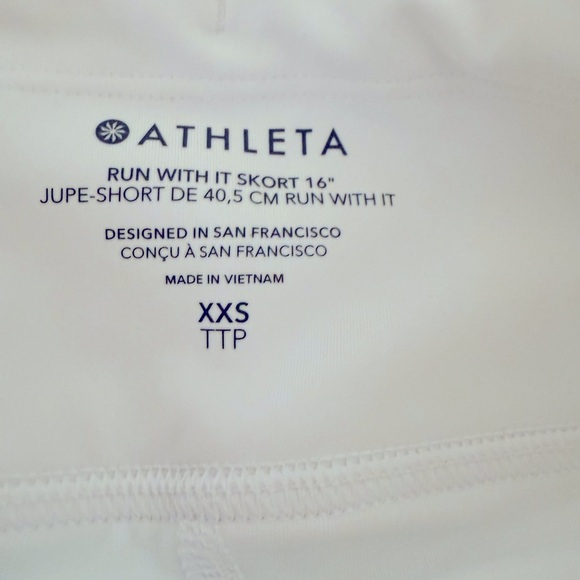 ATHLETA
RUN WITH IT SKORT 16"
JUPE-SHORT DE 40,5 CM RUN WITH IT
DESIGNED IN SAN FRANCISCO
CONÇU À SAN FRANCISCO
MADE IN VIETNAM
XXS
TTP